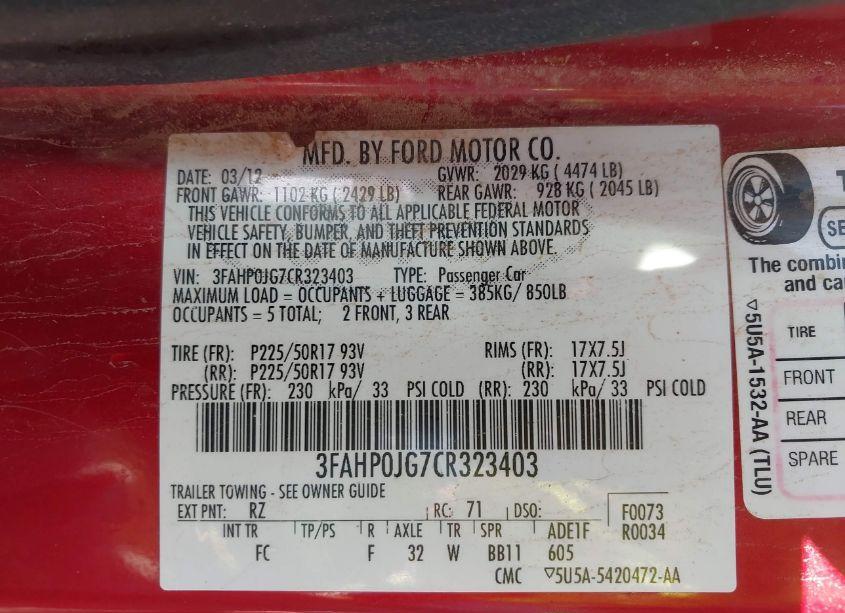 MFD. BY FORD MOTOR CO.
DATE: 03/12 GVWR: 2029 KG ( 4474 LB)
FRONT GAWR: 1102 KG ( 2429 LB) REAR GAWR: 928 KG ( 2045 LB)
THIS VEHICLE CONFORMS TO ALL APPLICABLE FEDERAL MOTOR
VEHICLE SAFETY, BUMPER, AND THEFT PREVENTION STANDARDS
IN EFFECT ON THE DATE OF MANUFACTURE SHOWN ABOVE.
VIN: 3FAHP0JG7CR323403 TYPE: Passenger Car
MAXIMUM LOAD = OCCUPANTS + LUGGAGE = 385KG/ 850LB
OCCUPANTS = 5 TOTAL; 2 FRONT, 3 REAR
TIRE (FR): P225/50R17 93V RIMS (FR): 17X7.5J
(RR): P225/50R17 93V (RR): 17X7.5J
PRESSURE (FR): 230 kPa/ 33 PSI COLD (RR): 230 kPa/ 33 PSI COLD
3FAHP0JG7CR323403
TRAILER TOWING - SEE OWNER GUIDE
EXT PNT: RZ RC: 71 DSO: F0073
INT TR TP/PS R AXLE TR SPR ADE1F R0034
FC F 32 W BB11 605
CMC ▽5U5A-5420472-AA
▽5U5A-1532-AA (TLU)
The combin
and ca
TIRE
FRONT
REAR
SPARE